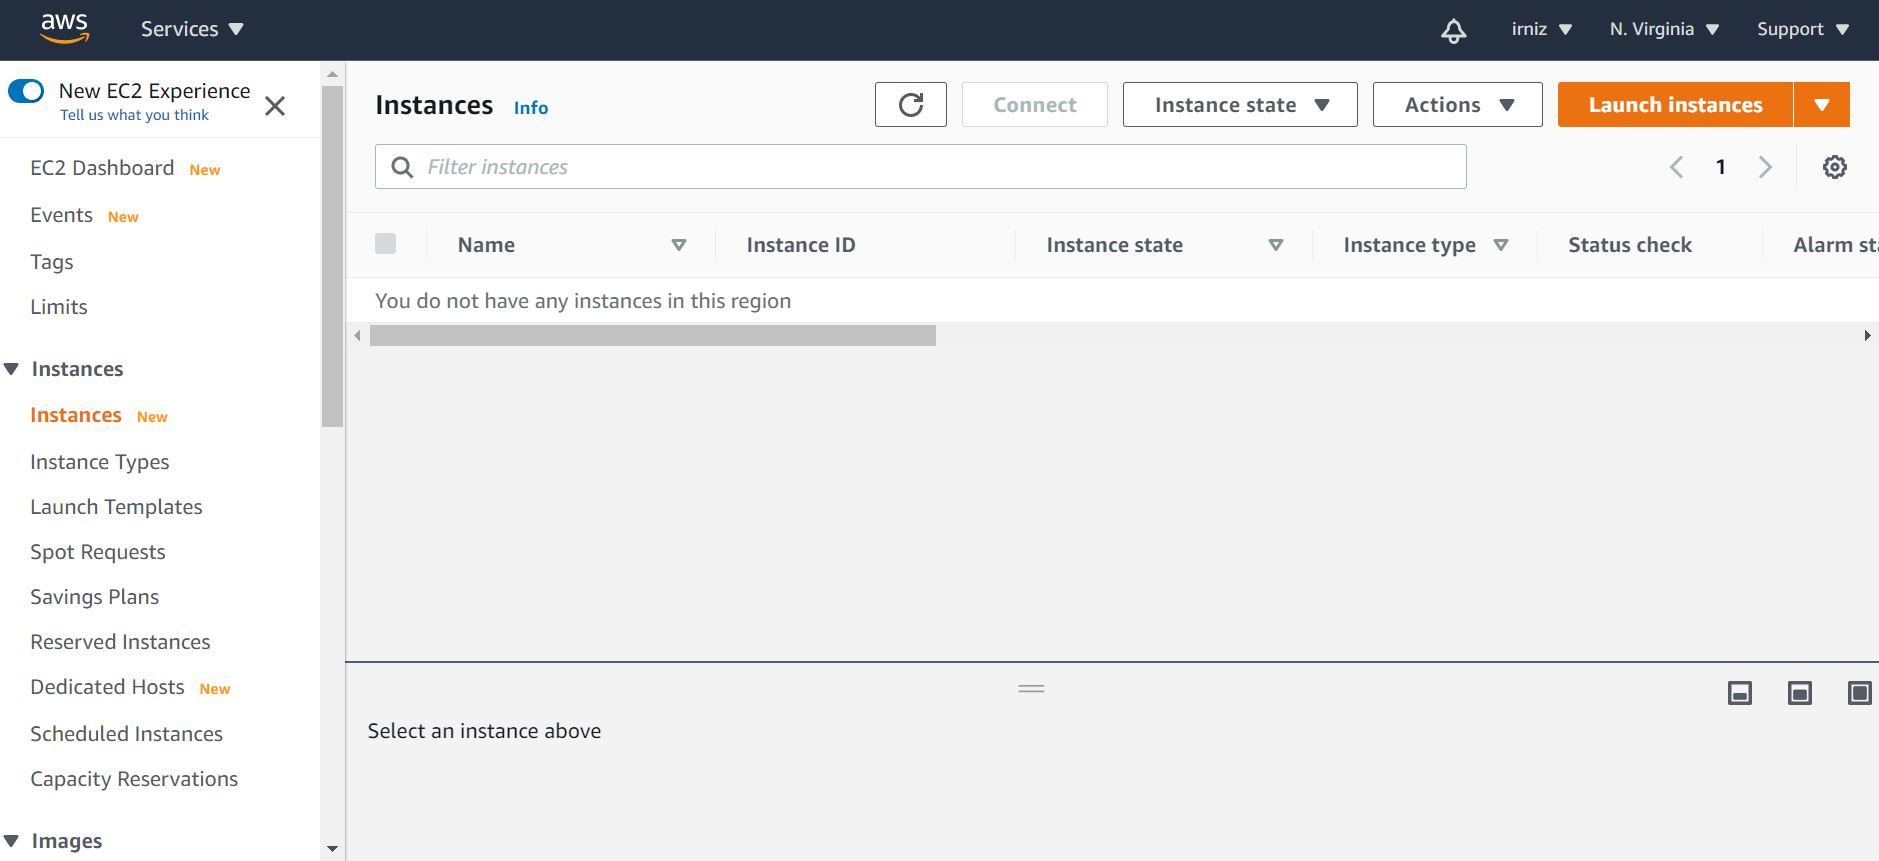 aws Services irniz N. Virginia Support
New EC2 Experience
Tell us what you think
EC2 Dashboard New
Events New
Tags
Limits
Instances
Instances New
Instance Types
Launch Templates
Spot Requests
Savings Plans
Reserved Instances
Dedicated Hosts New
Scheduled Instances
Capacity Reservations
Images
Instances Info Connect Instance state Actions Launch instances
Filter instances 1
Name Instance ID Instance state Instance type Status check Alarm sta
You do not have any instances in this region
Select an instance above